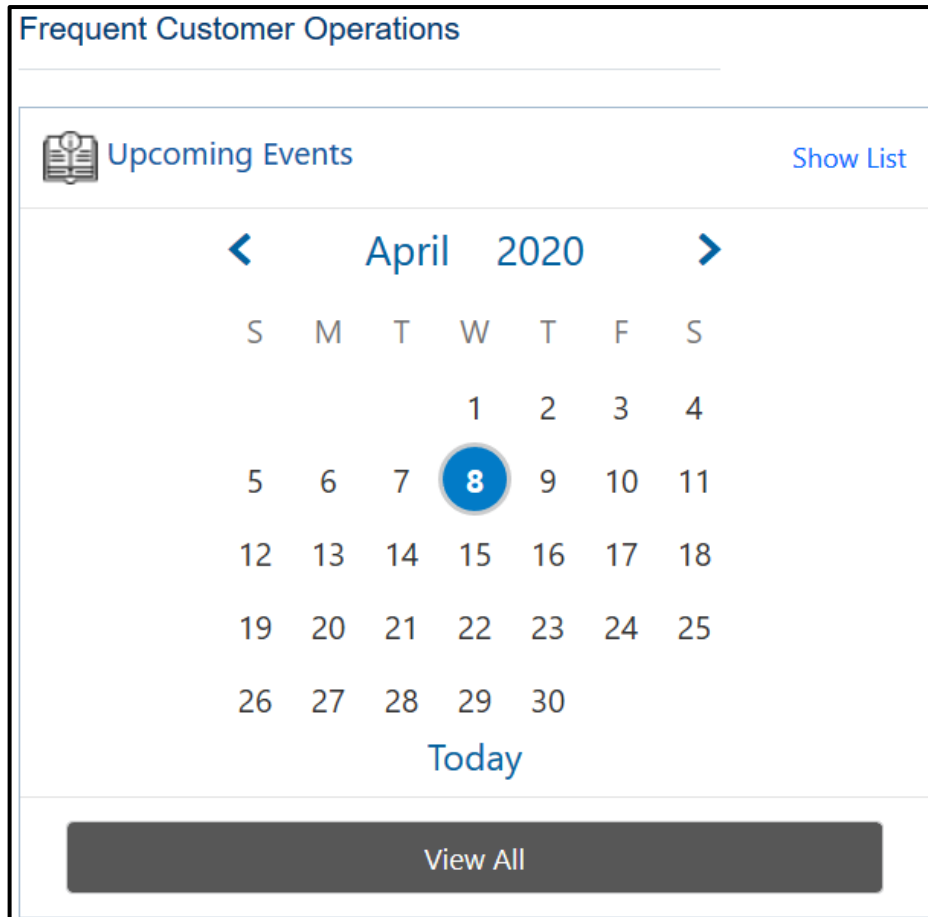 Frequent Customer Operations
Upcoming Events Show List
April 2020
S M T W T F S
1 2 3 4
5 6 7 8 9 10 11
12 13 14 15 16 17 18
19 20 21 22 23 24 25
26 27 28 29 30
Today
View All